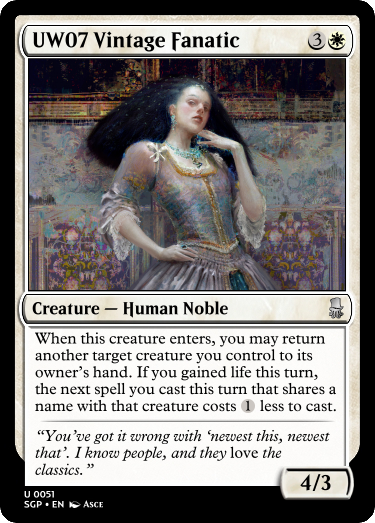 UW07 Vintage Fanatic 3
Creature — Human Noble
When this creature enters, you may return
another target creature you control to its
owner's hand. If you gained life this turn,
the next spell you cast this turn that shares a
name with that creature costs 1 less to cast.
“You've got it wrong with ‘newest this, newest
that’. I know people, and they love the
classics.”
4/3
U 0051
SGP • EN Asce